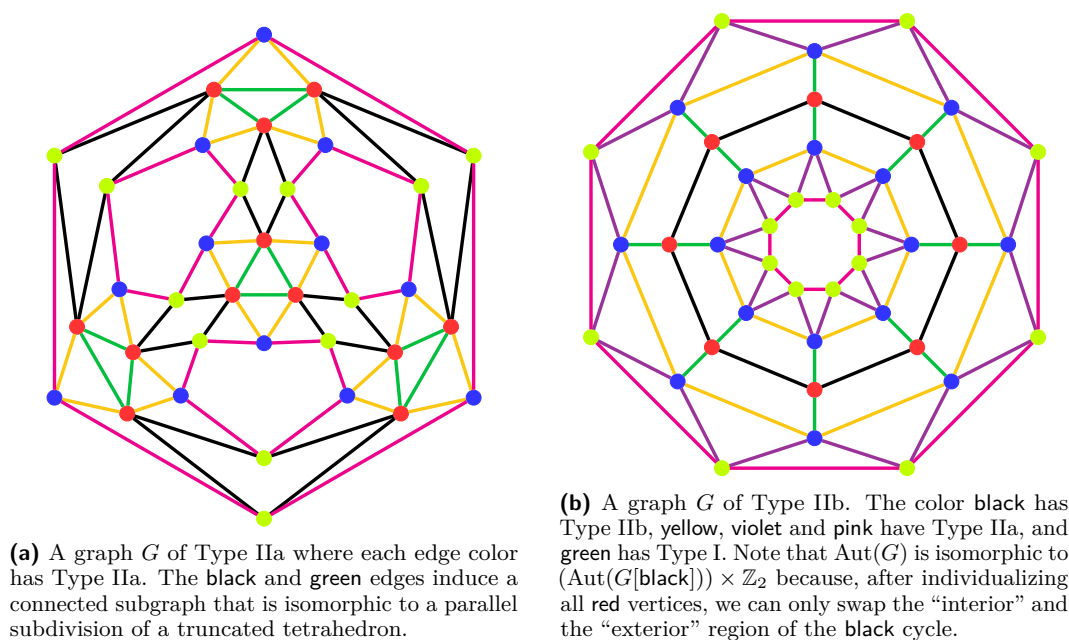 (a) A graph G of Type IIa where each edge color
has Type IIa. The black and green edges induce a
connected subgraph that is isomorphic to a parallel
subdivision of a truncated tetrahedron.
(b) A graph G of Type IIb. The color black has
Type IIb, yellow, violet and pink have Type IIa, and
green has Type I. Note that Aut(G) is isomorphic to
(Aut(G[black])) × ℤ₂ because, after individualizing
all red vertices, we can only swap the “interior” and
the “exterior” region of the black cycle.